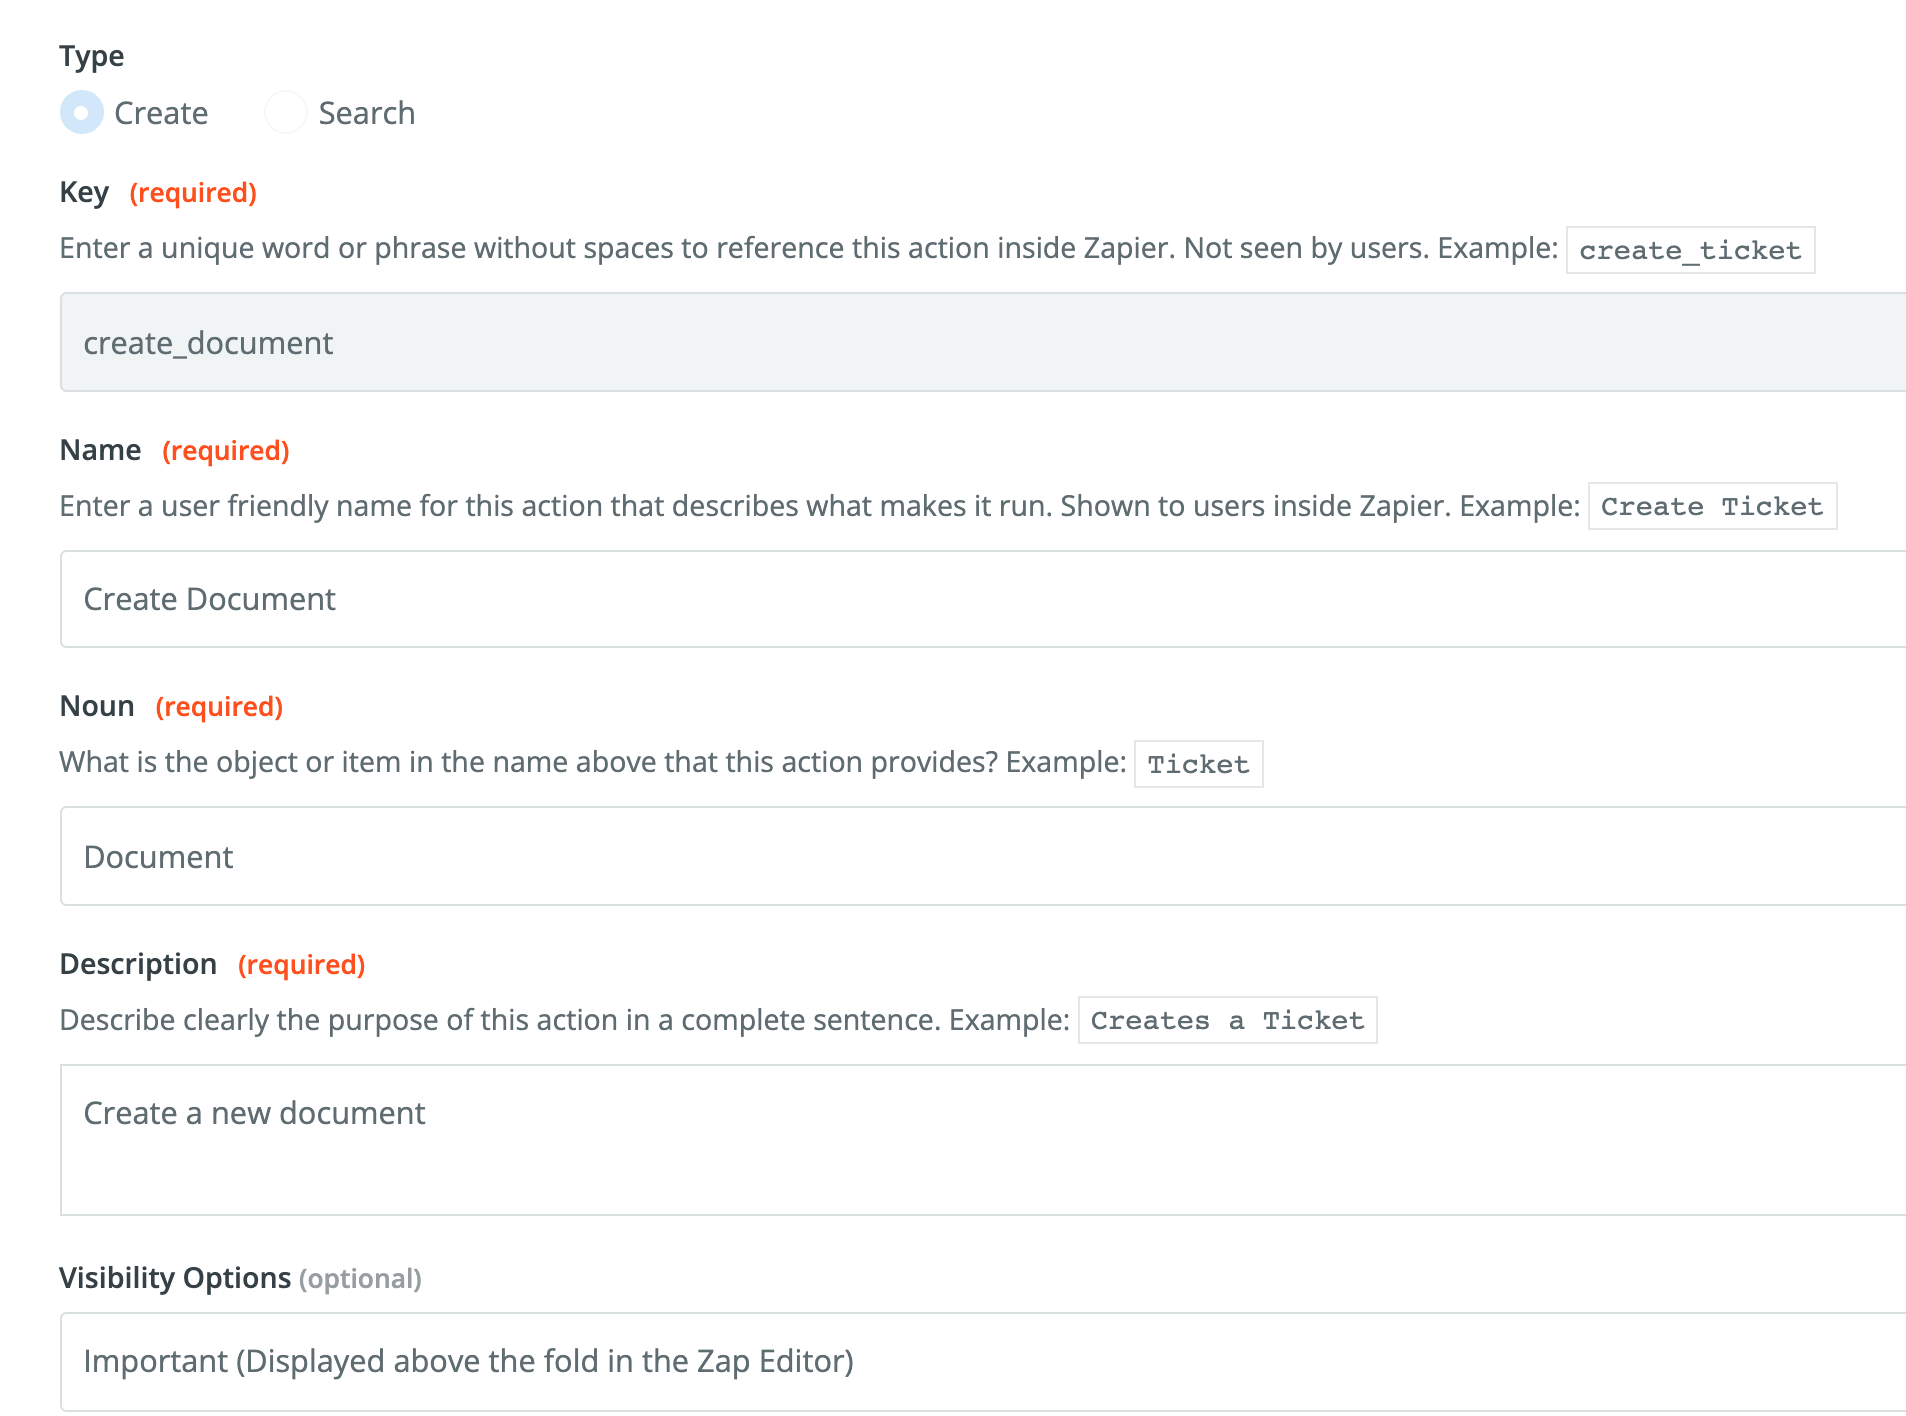 Type
Create Search
Key (required)
Enter a unique word or phrase without spaces to reference this action inside Zapier. Not seen by users. Example: create_ticket
create_document
Name (required)
Enter a user friendly name for this action that describes what makes it run. Shown to users inside Zapier. Example: Create Ticket
Create Document
Noun (required)
What is the object or item in the name above that this action provides? Example: Ticket
Document
Description (required)
Describe clearly the purpose of this action in a complete sentence. Example: Creates a Ticket
Create a new document
Visibility Options (optional)
Important (Displayed above the fold in the Zap Editor)